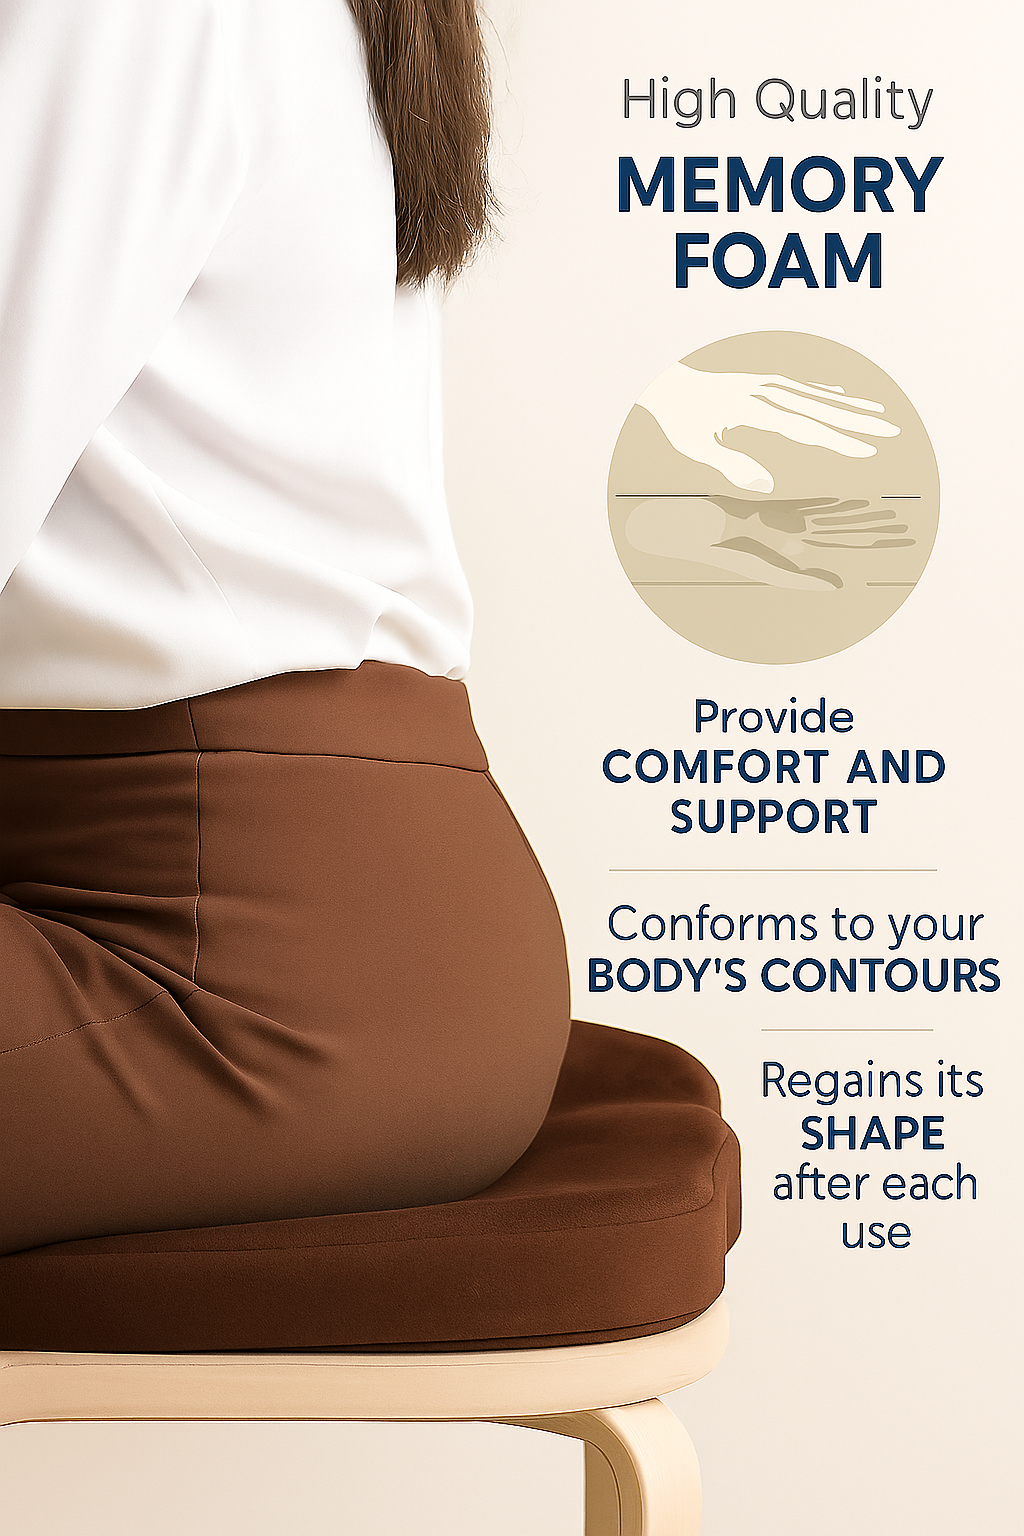 High Quality
MEMORY
FOAM
Provide
COMFORT AND
SUPPORT
Conforms to your
BODY'S CONTOURS
Regains its
SHAPE
after each
use